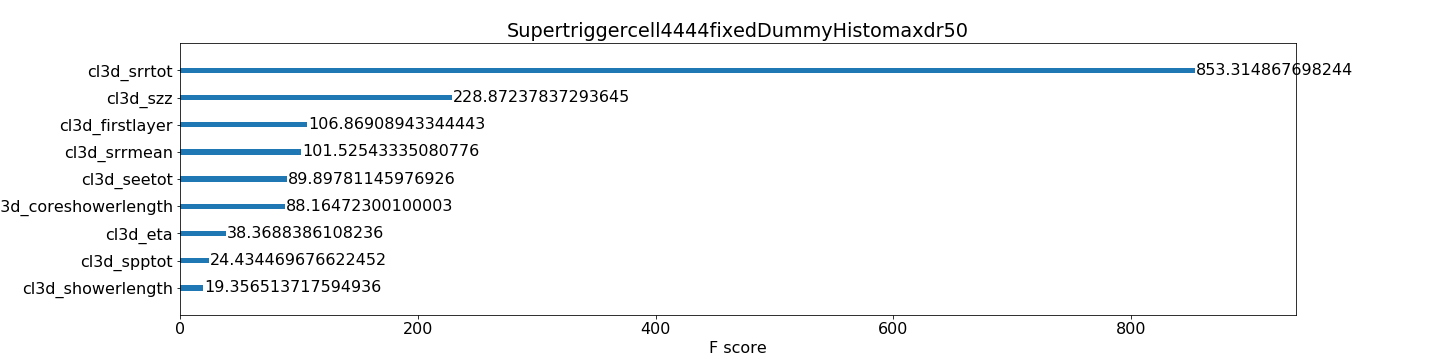 Supertriggercell4444fixedDummyHistomaxdr50
cl3d_srrtot 853.314867698244
cl3d_szz 228.87237837293645
cl3d_firstlayer 106.86908943344443
cl3d_srrmean 101.52543335080776
cl3d_seetot 89.89781145976926
3d_coreshowerlength 88.16472300100003
cl3d_eta 38.3688386108236
cl3d_spptot 24.434469676622452
cl3d_showerlength 19.356513717594936
0 200 400 600 800
F score